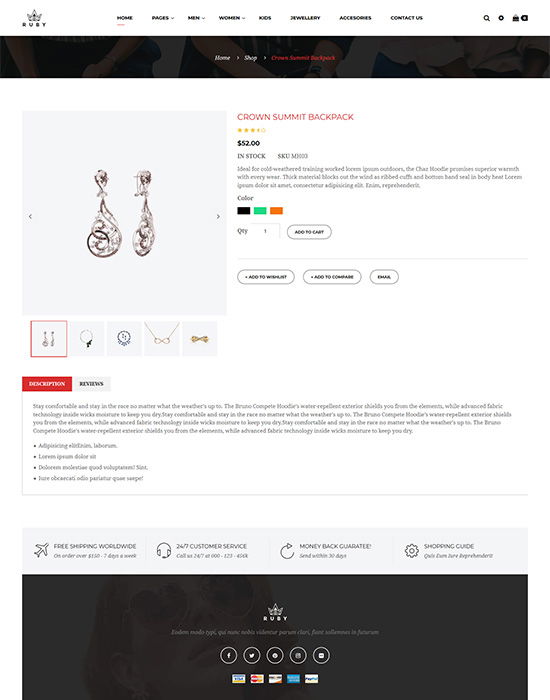 RUBY
HOME PAGES MEN WOMEN KIDS JEWELLERY ACCESORIES CONTACT US
0
Home > Shop > Crown Summit Backpack
CROWN SUMMIT BACKPACK
$52.00
IN STOCK SKU MH03
Ideal for cold-weathered training worked lorem ipsum outdoors, the Chaz Hoodie promises superior warmth
with every wear. Thick material blocks out the wind as ribbed cuffs and bottom band seal in body heat Lorem
ipsum dolor sit amet, consectetur adipisicing elit. Enim, reprehenderit.
Color
Qty 1 ADD TO CART
+ ADD TO WISHLIST + ADD TO COMPARE EMAIL
DESCRIPTION REVIEWS
Stay comfortable and stay in the race no matter what the weather's up to. The Bruno Compete Hoodie's water-repellent exterior shields you from the elements, while advanced fabric
technology inside wicks moisture to keep you dry.Stay comfortable and stay in the race no matter what the weather's up to. The Bruno Compete Hoodie's water-repellent exterior shields
you from the elements, while advanced fabric technology inside wicks moisture to keep you dry.Stay comfortable and stay in the race no matter what the weather's up to. The Bruno
Compete Hoodie's water-repellent exterior shields you from the elements, while advanced fabric technology inside wicks moisture to keep you dry.
• Adipisicing elitEnim, laborum.
• Lorem ipsum dolor sit
• Dolorem molestiae quod voluptatem! Sint.
• Iure obcaecati odio pariatur quae saepe!
FREE SHIPPING WORLDWIDE
On order over $150 - 7 days a week
24/7 CUSTOMER SERVICE
Call us 24/7 at 000 - 123 - 456k
MONEY BACK GUARATEE!
Send within 30 days
SHOPPING GUIDE
Quis Eum Iure Reprehenderit
RUBY
Eodem modo typi, qui nunc nobis videntur parum clari, fiant sollemnes in futurum
VISA
PayPal